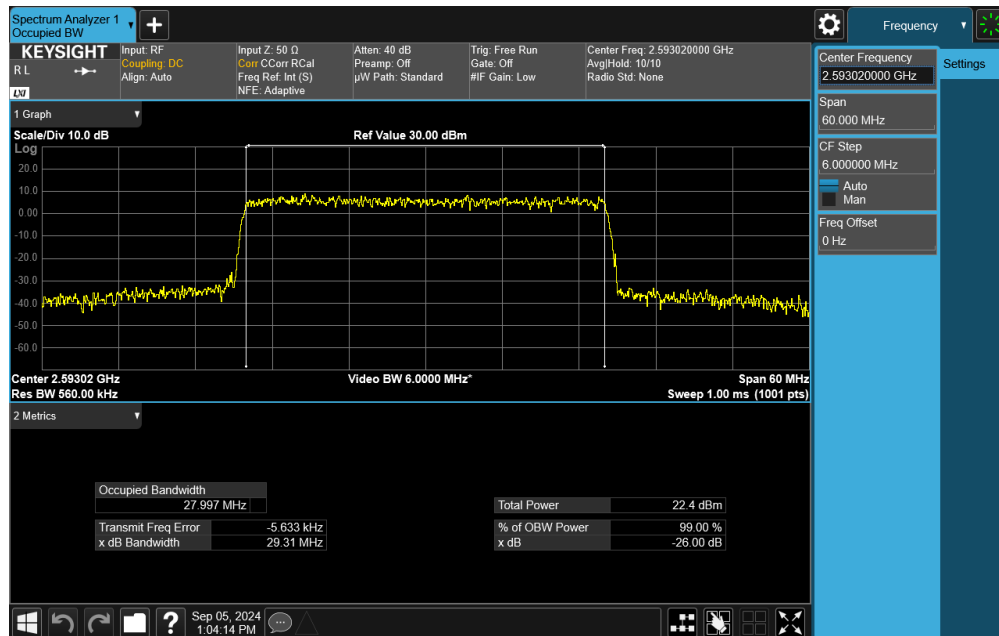 Spectrum Analyzer 1
Occupied BW
Frequency
KEYSIGHT
R L
LXI
Input: RF
Coupling: DC
Align: Auto
Input Z: 50 Ω
Corr CCorr RCal
Freq Ref: Int (S)
NFE: Adaptive
Atten: 40 dB
Preamp: Off
µW Path: Standard
Trig: Free Run
Gate: Off
#IF Gain: Low
Center Freq: 2.593020000 GHz
Avg|Hold: 10/10
Radio Std: None
Center Frequency
2.593020000 GHz
Settings
Span
60.000 MHz
CF Step
6.000000 MHz
Auto
Man
Freq Offset
0 Hz
1 Graph
Scale/Div 10.0 dB
Ref Value 30.00 dBm
Log
20.0
10.0
0.00
-10.0
-20.0
-30.0
-40.0
-50.0
-60.0
Center 2.59302 GHz
Video BW 6.0000 MHz*
Span 60 MHz
Res BW 560.00 kHz
Sweep 1.00 ms (1001 pts)
2 Metrics
Occupied Bandwidth
27.997 MHz
Transmit Freq Error -5.633 kHz
x dB Bandwidth 29.31 MHz
Total Power 22.4 dBm
% of OBW Power 99.00 %
x dB -26.00 dB
Sep 05, 2024
1:04:14 PM